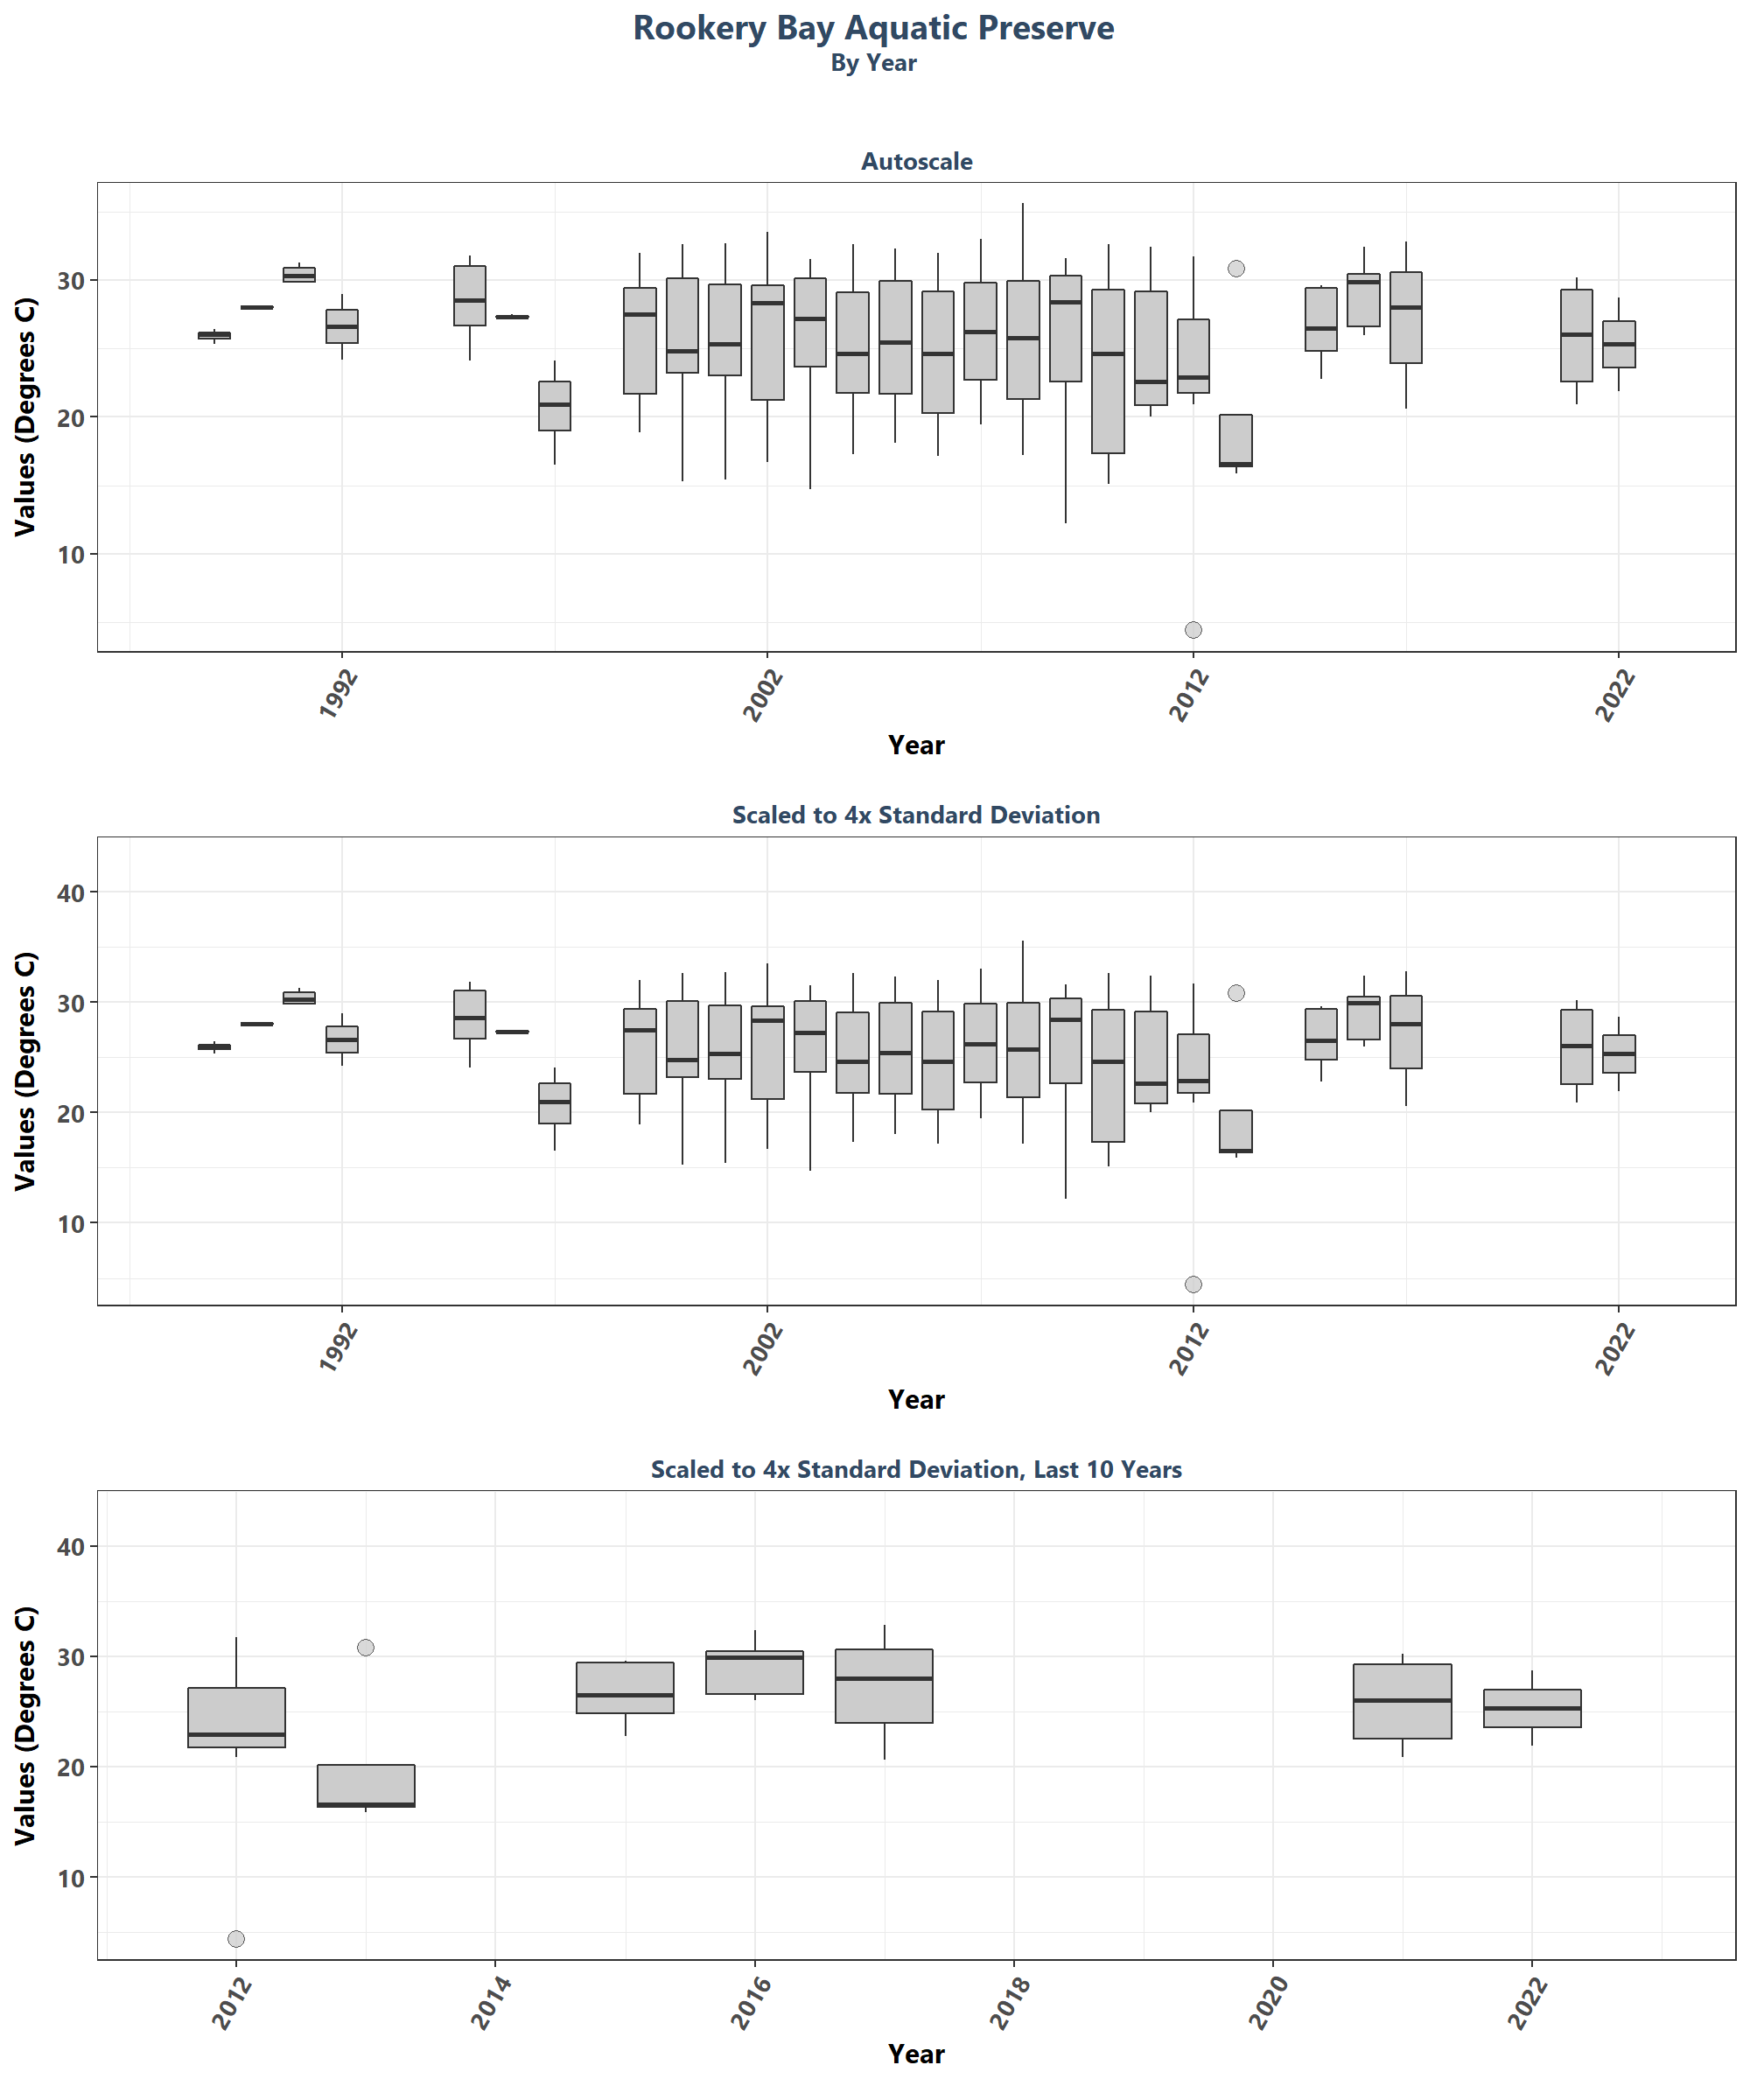 Rookery Bay Aquatic Preserve
By Year
Autoscale
Values (Degrees C)
30
20
10
1992
2002
2012
2022
Year
Scaled to 4x Standard Deviation
Values (Degrees C)
40
30
20
10
1992
2002
2012
2022
Year
Scaled to 4x Standard Deviation, Last 10 Years
Values (Degrees C)
40
30
20
10
2012
2014
2016
2018
2020
2022
Year